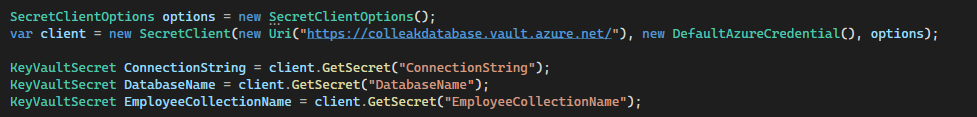 SecretClientOptions options = new SecretClientOptions();
var client = new SecretClient(new Uri("https://colleakdatabase.vault.azure.net/"), new DefaultAzureCredential(), options);
KeyVaultSecret ConnectionString = client.GetSecret("ConnectionString");
KeyVaultSecret DatabaseName = client.GetSecret("DatabaseName");
KeyVaultSecret EmployeeCollectionName = client.GetSecret("EmployeeCollectionName");